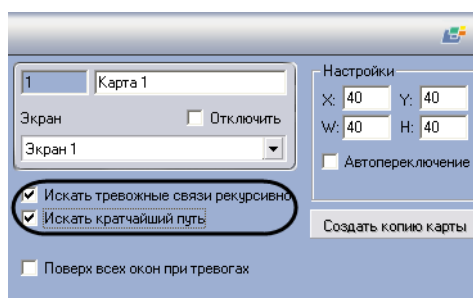 1 Карта 1
Экран Отключить
Экран 1
Искать тревожные связи рекурсивно
Искать кратчайший путь
Поверх всех окон при тревогах
Настройки
X: 40 Y: 40
W: 40 H: 40
Автопереключение
Создать копию карты